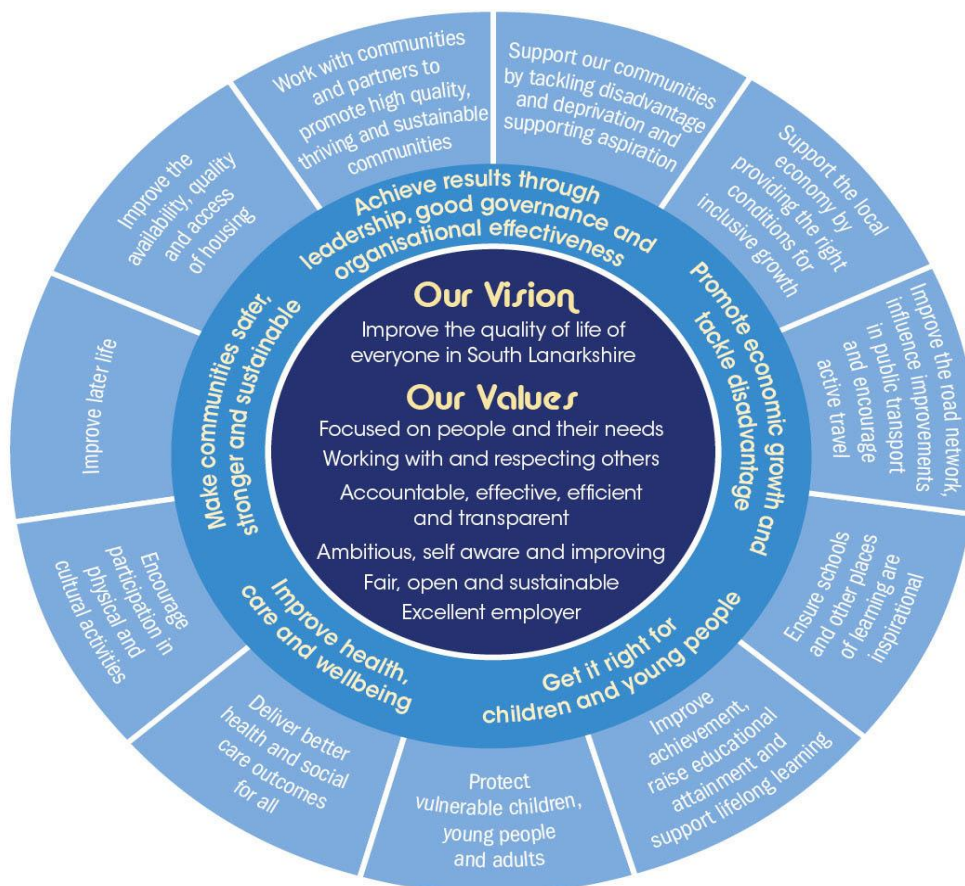 Our Vision
Improve the quality of life of
everyone in South Lanarkshire
Our Values
Focused on people and their needs
Working with and respecting others
Accountable, effective, efficient
and transparent
Ambitious, self aware and improving
Fair, open and sustainable
Excellent employer
Achieve results through
leadership, good governance and
organisational effectiveness
Promote economic growth and
tackle disadvantage
Get it right for
children and young people
Improve health,
care and wellbeing
Make communities safer,
stronger and sustainable
Support our communities
by tackling disadvantage
and deprivation and
supporting aspiration
Support the local
economy by
providing the right
conditions for
inclusive growth
Improve the road network,
influence improvements
in public transport
and encourage
active travel
Ensure schools
and other places
of learning are
inspirational
Improve
achievement,
raise educational
attainment and
support lifelong learning
Protect
vulnerable children,
young people
and adults
Deliver better
health and social
care outcomes
for all
Encourage
participation in
physical and
cultural activities
Improve later life
Improve the
availability, quality
and access
of housing
Work with communities
and partners to
promote high quality,
thriving and sustainable
communities